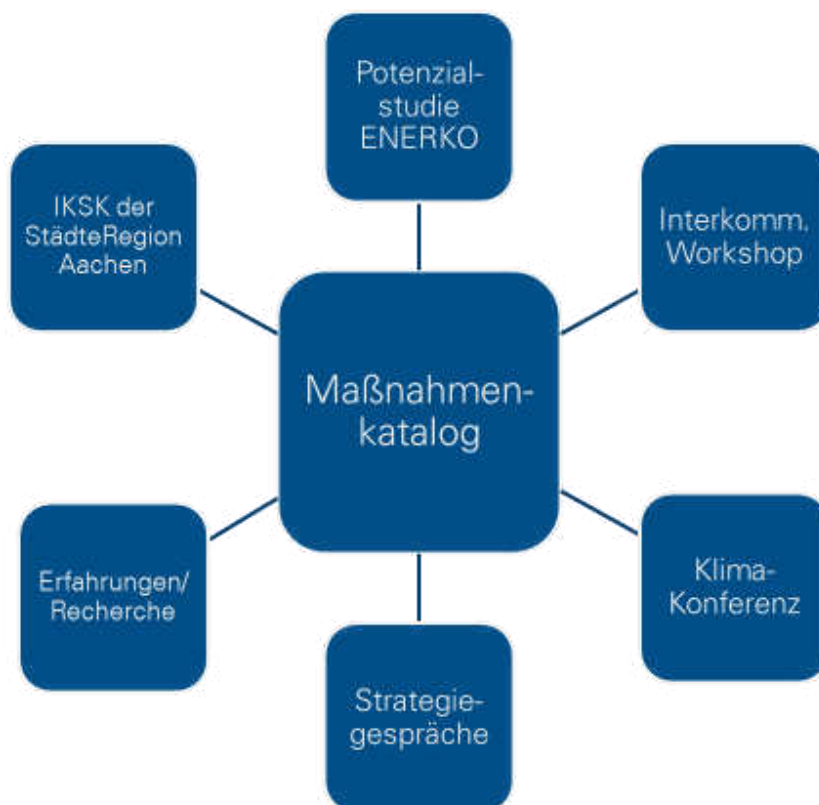 Potenzial-
studie
ENERKO
IKSK der
StädteRegion
Aachen
Interkomm.
Workshop
Maßnahmen-
katalog
Erfahrungen/
Recherche
Klima-
Konferenz
Strategie-
gespräche